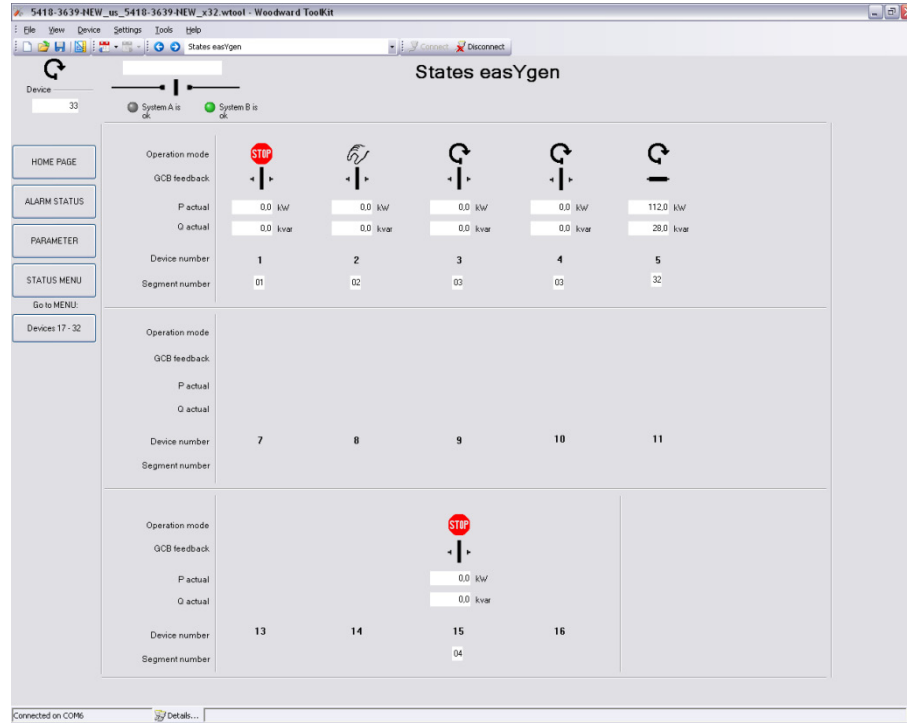 5418-3639-NEW_us_5418-3639-NEW_x32.wtool - Woodward ToolKit
File View Device Settings Tools Help
States easYgen Connect Disconnect
States easYgen
Device
33
System A is ok System B is ok
HOME PAGE
ALARM STATUS
PARAMETER
STATUS MENU
Go to MENU:
Devices 17 - 32
Operation mode STOP
GCB feedback
P actual 0,0 kW 0,0 kW 0,0 kW 0,0 kW 112,0 kW
Q actual 0,0 kvar 0,0 kvar 0,0 kvar 0,0 kvar 28,0 kvar
Device number 1 2 3 4 5
Segment number 01 02 03 03 32
Operation mode
GCB feedback
P actual
Q actual
Device number 7 8 9 10 11
Segment number
Operation mode STOP
GCB feedback
P actual 0,0 kW
Q actual 0,0 kvar
Device number 13 14 15 16
Segment number 04
Connected on COM6 Details...